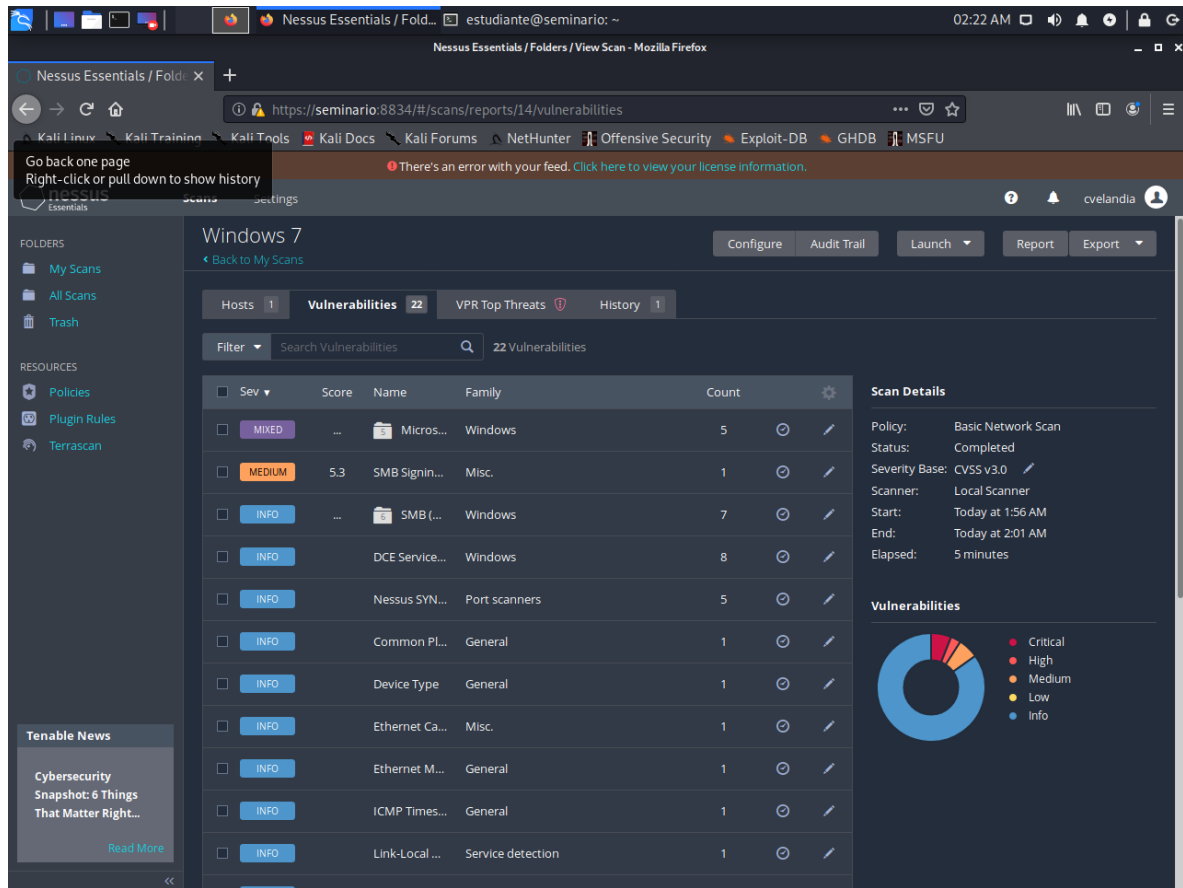 Nessus Essentials / Fold... estudiante@seminario: ~ 02:22 AM
Nessus Essentials / Folders / View Scan - Mozilla Firefox
Nessus Essentials / Folde
https://seminario:8834/#/scans/reports/14/vulnerabilities
Kali Linux Kali Training Kali Tools Kali Docs Kali Forums NetHunter Offensive Security Exploit-DB GHDB MSFU
Go back one page
Right-click or pull down to show history
There's an error with your feed. Click here to view your license information.
nessus
Essentials
Scans Settings cvelandia
FOLDERS
My Scans
All Scans
Trash
RESOURCES
Policies
Plugin Rules
Terrascan
Windows 7
Back to My Scans
Configure Audit Trail Launch Report Export
Hosts 1 Vulnerabilities 22 VPR Top Threats History 1
Filter Search Vulnerabilities 22 Vulnerabilities
Sev Score Name Family Count
MIXED ... 5 Micros... Windows 5
MEDIUM 5.3 SMB Signin... Misc. 1
INFO ... 6 SMB (... Windows 7
INFO DCE Service... Windows 8
INFO Nessus SYN... Port scanners 5
INFO Common Pl... General 1
INFO Device Type General 1
INFO Ethernet Ca... Misc. 1
INFO Ethernet M... General 1
INFO ICMP Times... General 1
INFO Link-Local ... Service detection 1
Scan Details
Policy: Basic Network Scan
Status: Completed
Severity Base: CVSS v3.0
Scanner: Local Scanner
Start: Today at 1:56 AM
End: Today at 2:01 AM
Elapsed: 5 minutes
Vulnerabilities
Critical
High
Medium
Low
Info
Tenable News
Cybersecurity
Snapshot: 6 Things
That Matter Right...
Read More